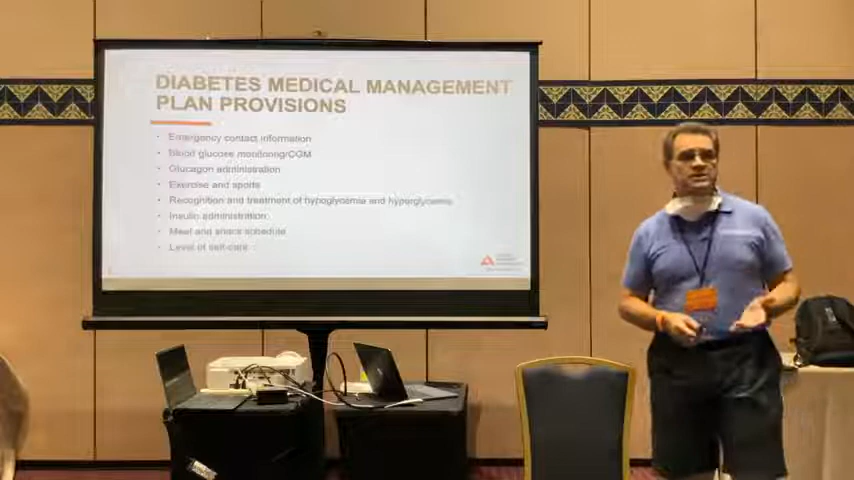 DIABETES MEDICAL MANAGEMENT
PLAN PROVISIONS
• Emergency contact information
• Blood glucose monitoring/CGM
• Glucagon administration
• Exercise and sports
• Recognition and treatment of hypoglycemia and hyperglycemia
• Insulin administration
• Meal and snack schedule
• Level of self-care